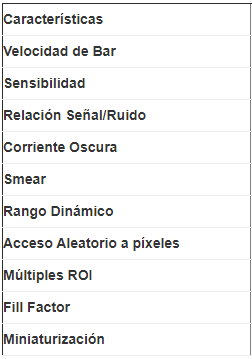 Características
Velocidad de Bar
Sensibilidad
Relación Señal/Ruido
Corriente Oscura
Smear
Rango Dinámico
Acceso Aleatorio a píxeles
Múltiples ROI
Fill Factor
Miniaturización